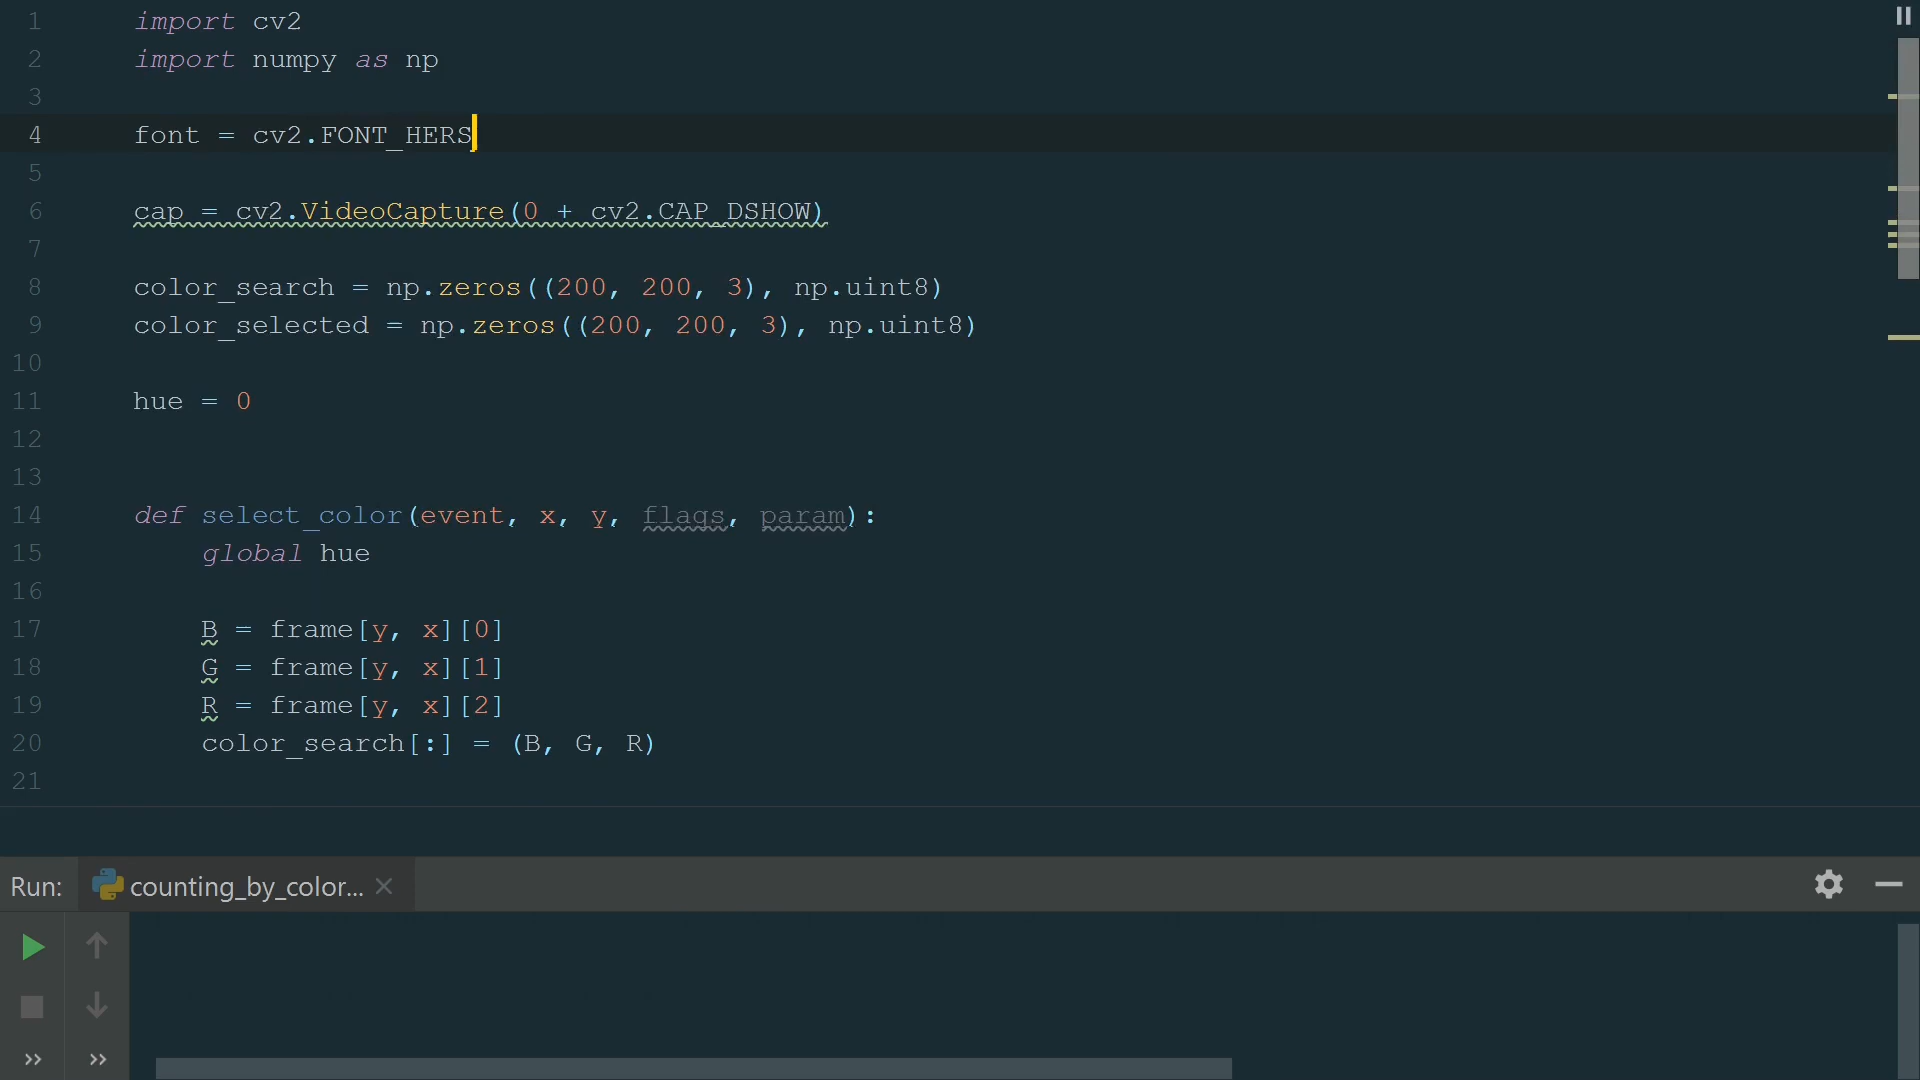 1 import cv2
2 import numpy as np
3
4 font = cv2.FONT_HERS
5
6 cap = cv2.VideoCapture(0 + cv2.CAP_DSHOW)
7
8 color_search = np.zeros((200, 200, 3), np.uint8)
9 color_selected = np.zeros((200, 200, 3), np.uint8)
10
11 hue = 0
12
13
14 def select_color(event, x, y, flags, param):
15 global hue
16
17 B = frame[y, x][0]
18 G = frame[y, x][1]
19 R = frame[y, x][2]
20 color_search[:] = (B, G, R)
21
Run: counting_by_color...